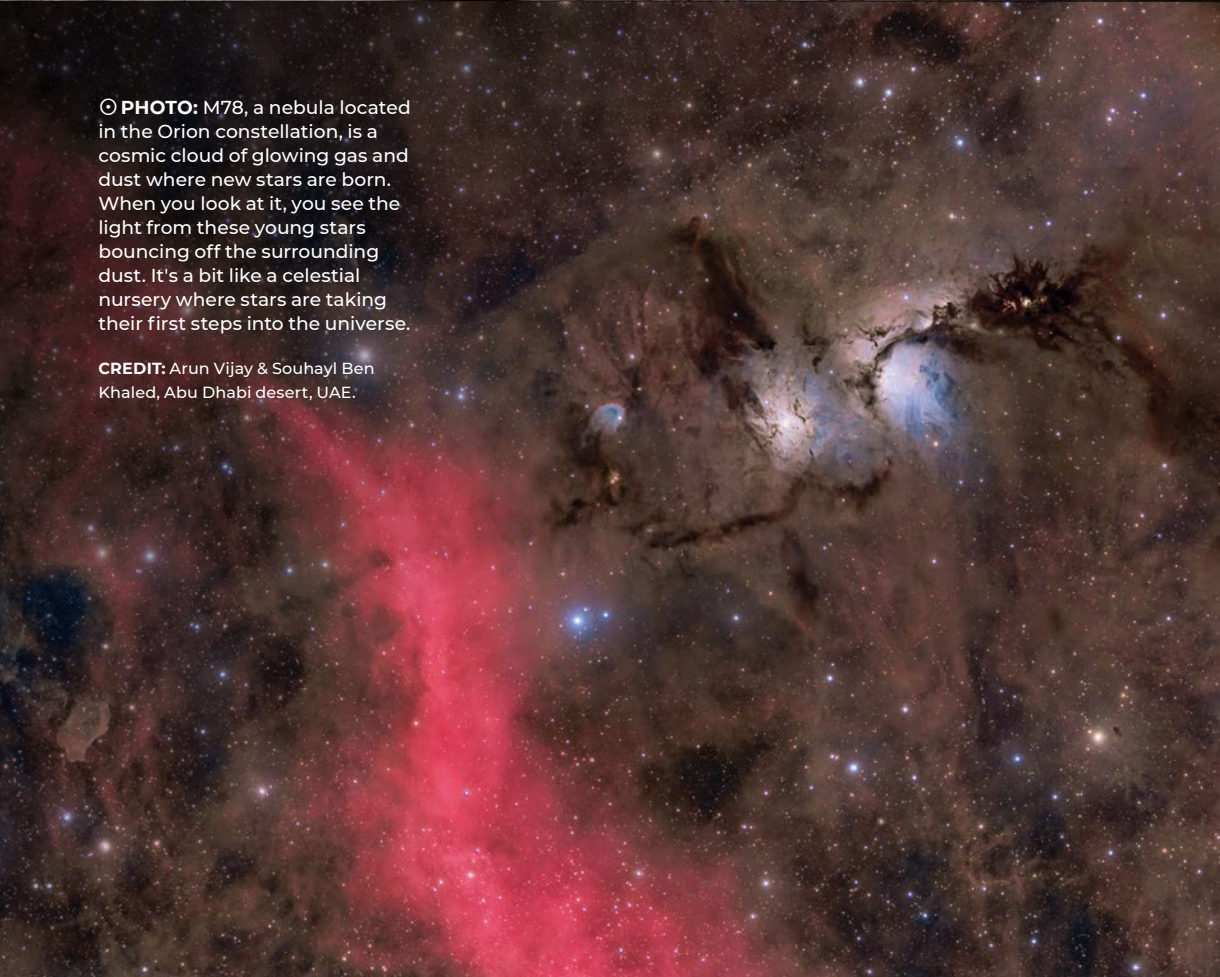 PHOTO: M78, a nebula located
in the Orion constellation, is a
cosmic cloud of glowing gas and
dust where new stars are born.
When you look at it, you see the
light from these young stars
bouncing off the surrounding
dust. It's a bit like a celestial
nursery where stars are taking
their first steps into the universe.
CREDIT: Arun Vijay & Souhayl Ben
Khaled, Abu Dhabi desert, UAE.